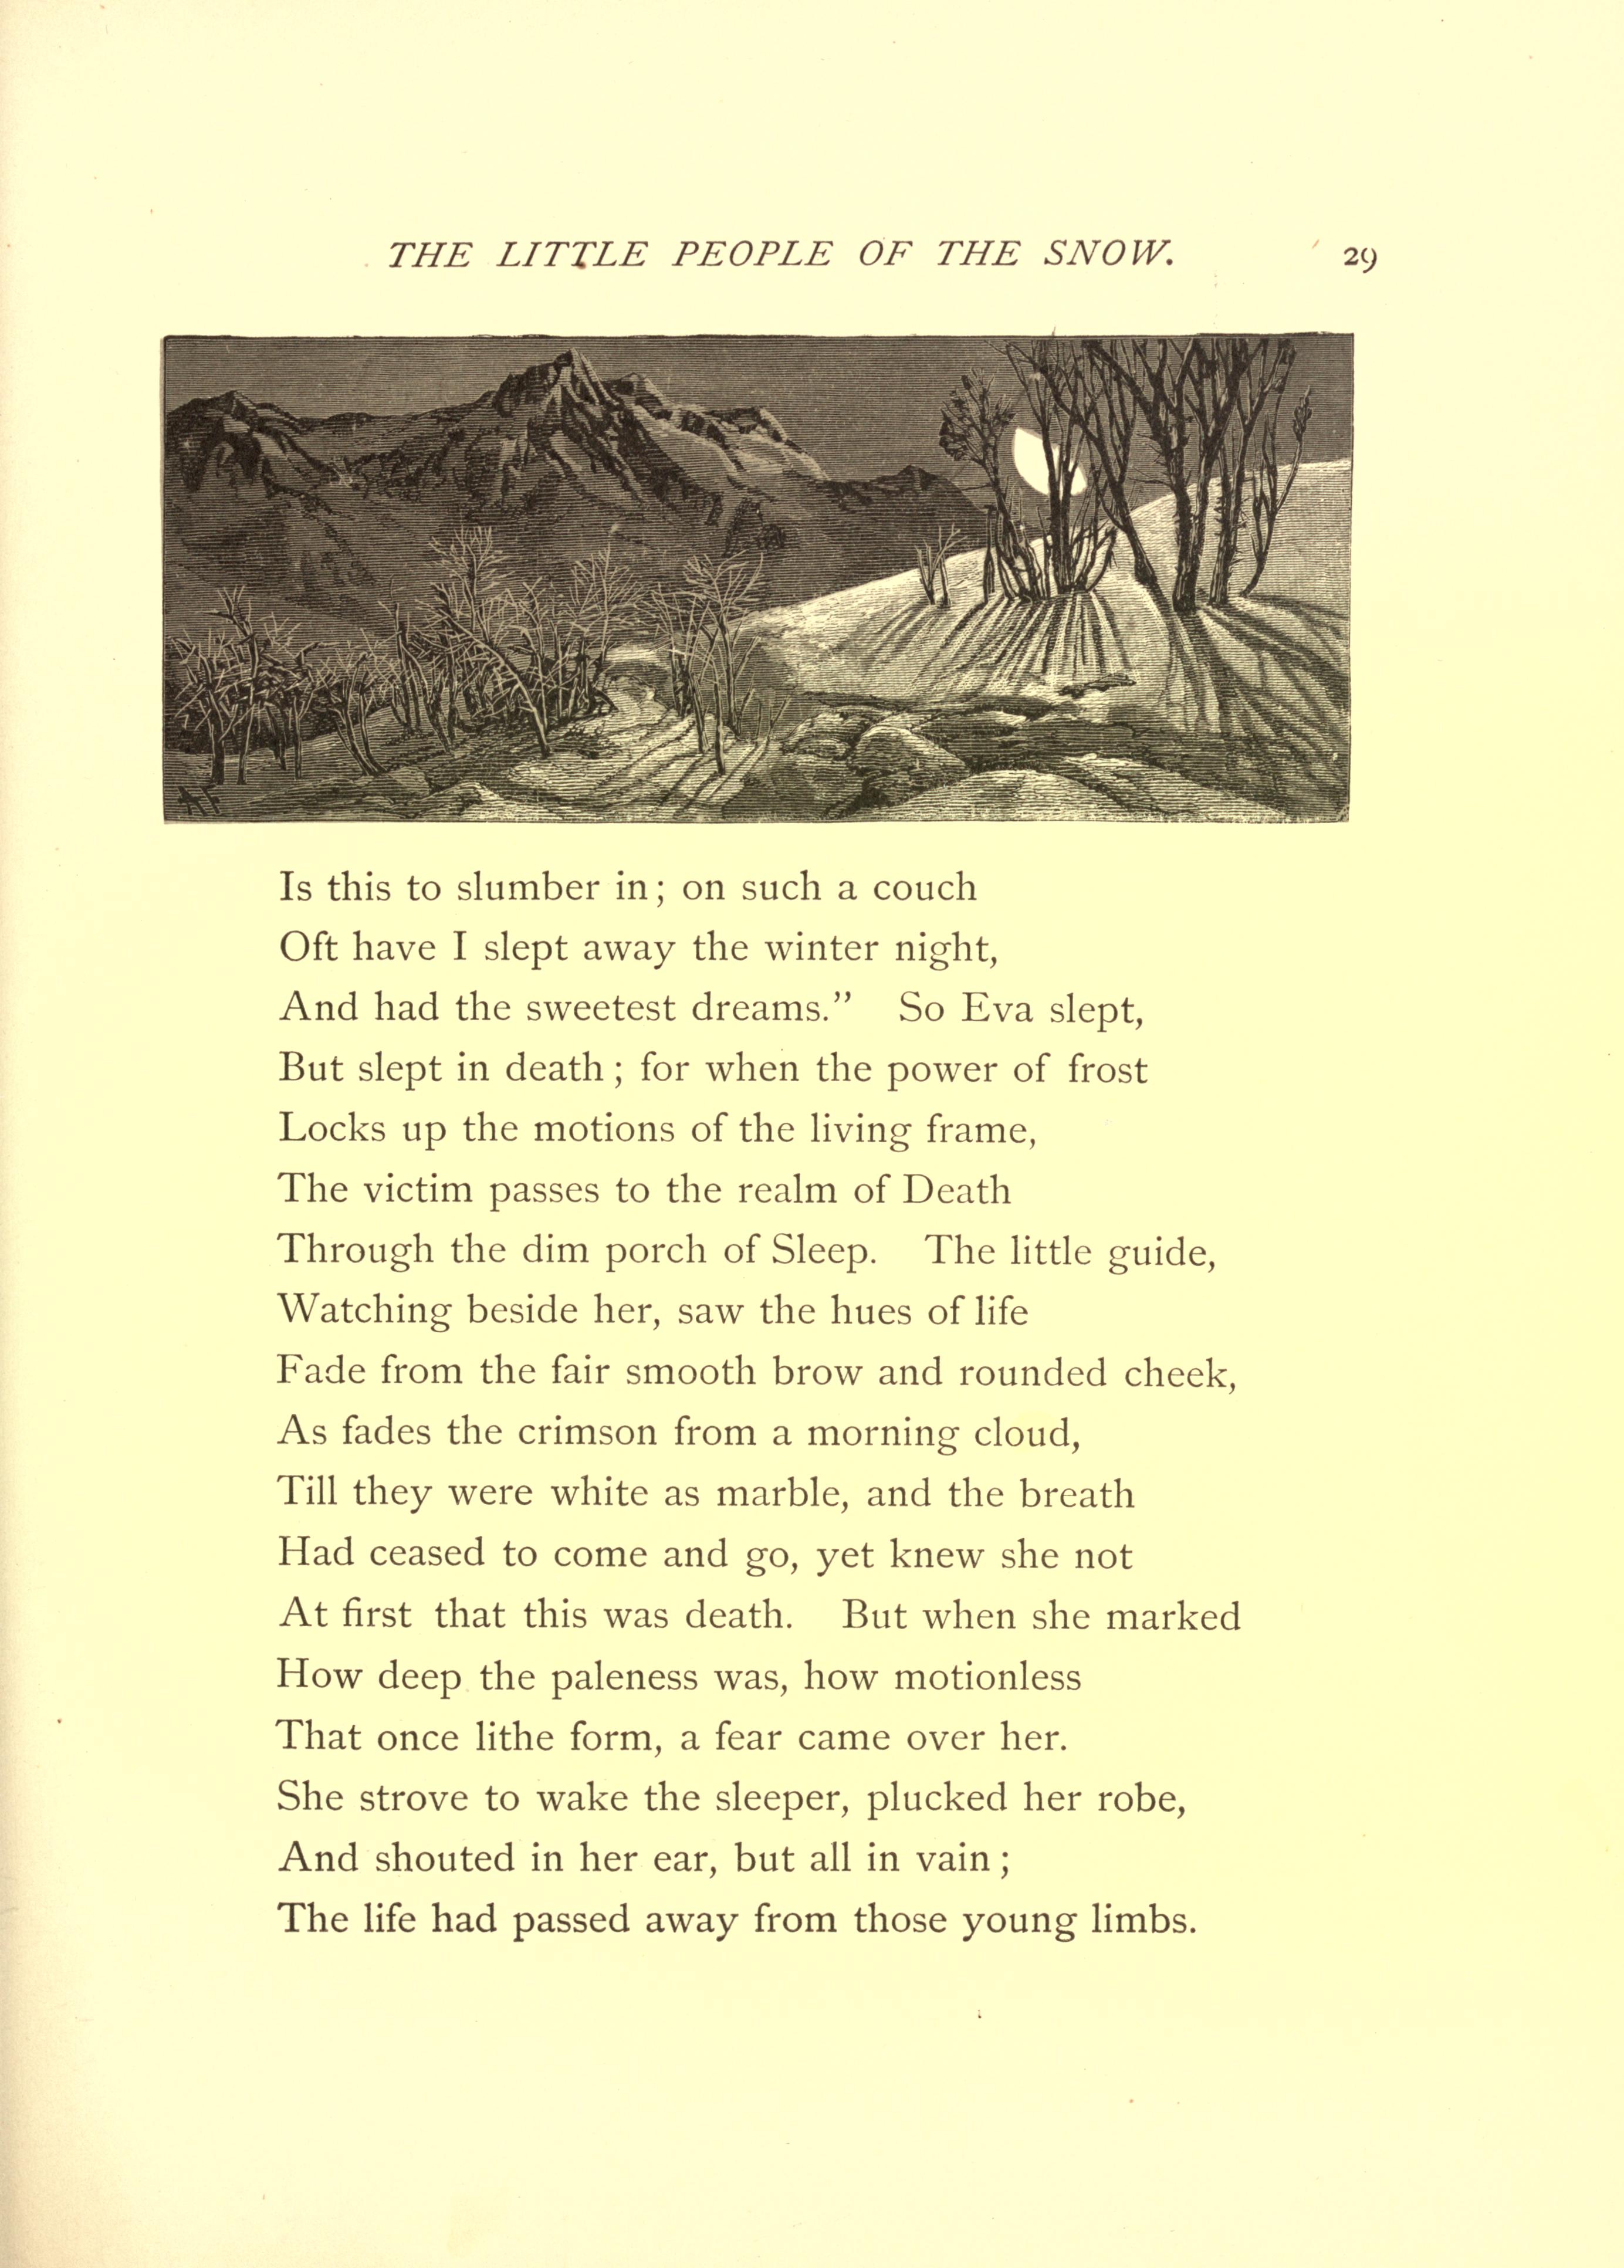 THE LITTLE PEOPLE OF THE SNOW. 29
AF
Is this to slumber in; on such a couch
Oft have I slept away the winter night,
And had the sweetest dreams.” So Eva slept,
But slept in death; for when the power of frost
Locks up the motions of the living frame,
The victim passes to the realm of Death
Through the dim porch of Sleep. The little guide,
Watching beside her, saw the hues of life
Fade from the fair smooth brow and rounded cheek,
As fades the crimson from a morning cloud,
Till they were white as marble, and the breath
Had ceased to come and go, yet knew she not
At first that this was death. But when she marked
How deep the paleness was, how motionless
That once lithe form, a fear came over her.
She strove to wake the sleeper, plucked her robe,
And shouted in her ear, but all in vain;
The life had passed away from those young limbs.